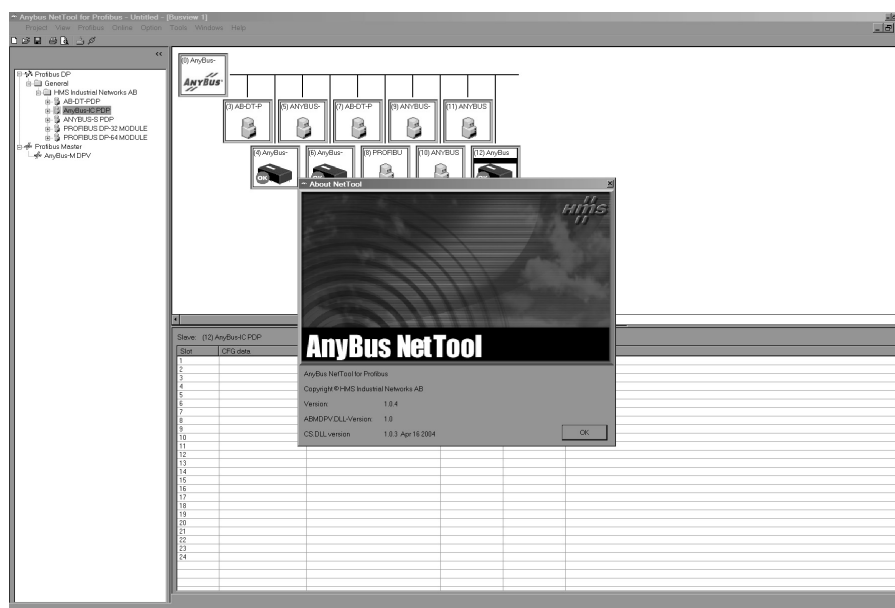 Anybus NetTool for Profibus - Untitled - [Busview 1]
Project View Profibus Online Option Tools Windows Help
<<
Profibus DP
General
HMS Industrial Networks AB
AB-DT-PDP
AnyBus-IC PDP
ANYBUS-S PDP
PROFIBUS DP-32 MODULE
PROFIBUS DP-64 MODULE
Profibus Master
AnyBus-M DPV
(0) AnyBus-
ANYBUS
(3) AB-DT-P
(5) ANYBUS-
(7) AB-DT-P
(9) ANYBUS-
(11) ANYBUS
(4) AnyBus-
(6) AnyBus-
(8) PROFIBU
(10) ANYBUS
(12) AnyBus
OK
About NetTool
HMS
AnyBus NetTool
AnyBus NetTool for Profibus
Copyright © HMS Industrial Networks AB
Version: 1.0.4
ABMDPV.DLL-Version: 1.0
CS.DLL version 1.0.3 Apr 16 2004
OK
Slave: (12) AnyBus-IC PDP
Slot CFG data
1
2
3
4
5
6
7
8
9
10
11
12
13
14
15
16
17
18
19
20
21
22
23
24